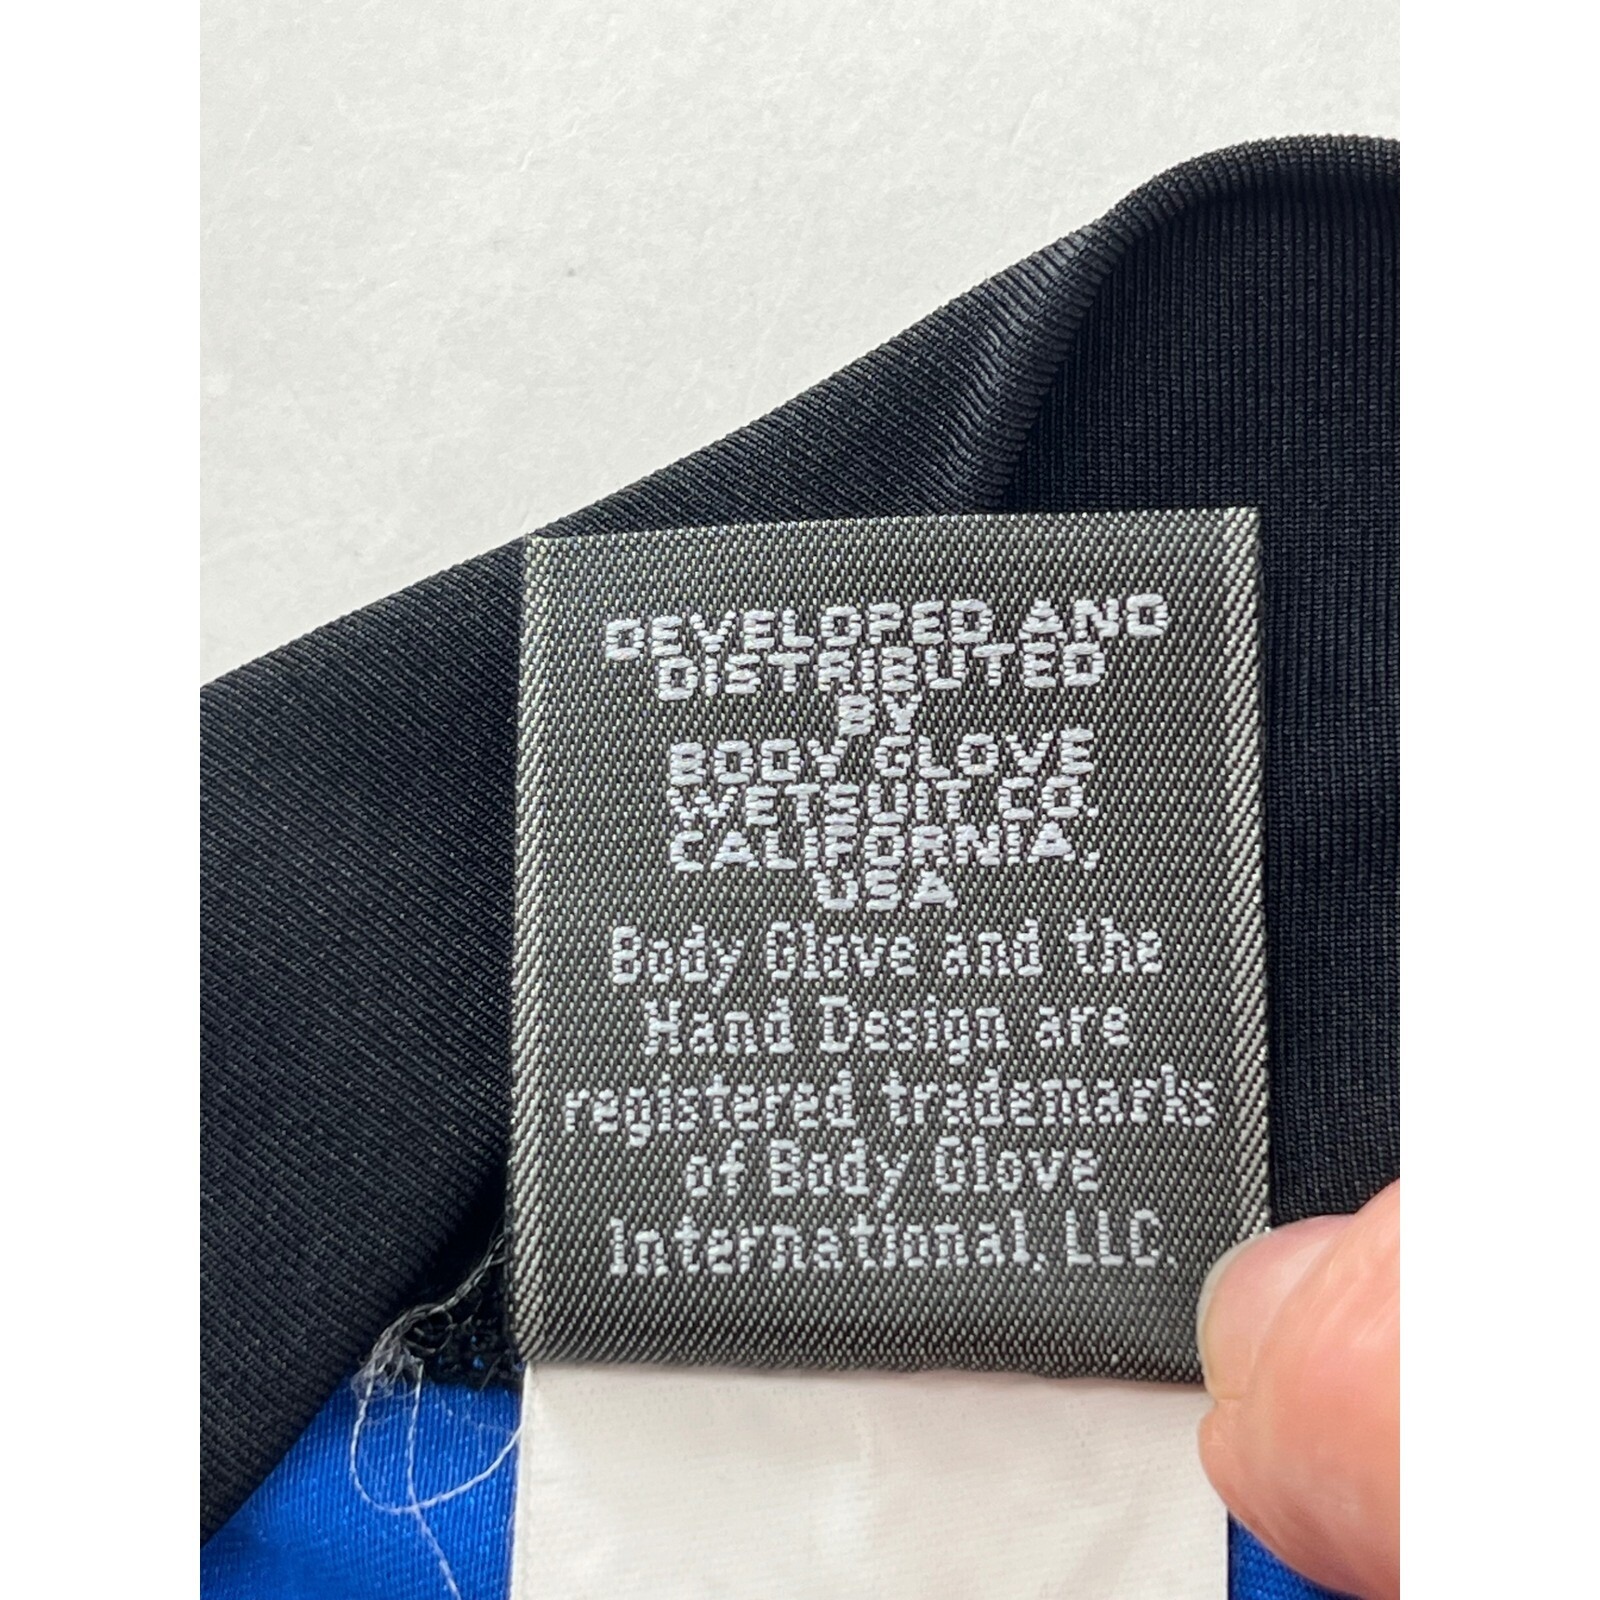 DEVELOPED AND
DISTRIBUTED
BY
BODY GLOVE
WETSUIT CO.
CALIFORNIA,
USA
Body Glove and the
Hand Design are
registered trademarks
of Body Glove
International, LLC.